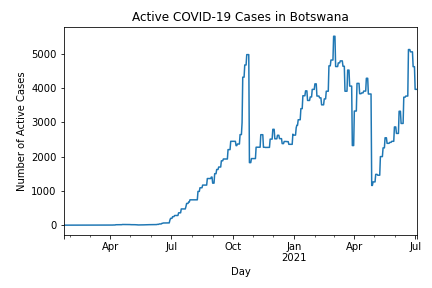 Active COVID-19 Cases in Botswana
Number of Active Cases
5000
4000
3000
2000
1000
0
Apr
Jul
Oct
Jan
2021
Apr
Jul
Day